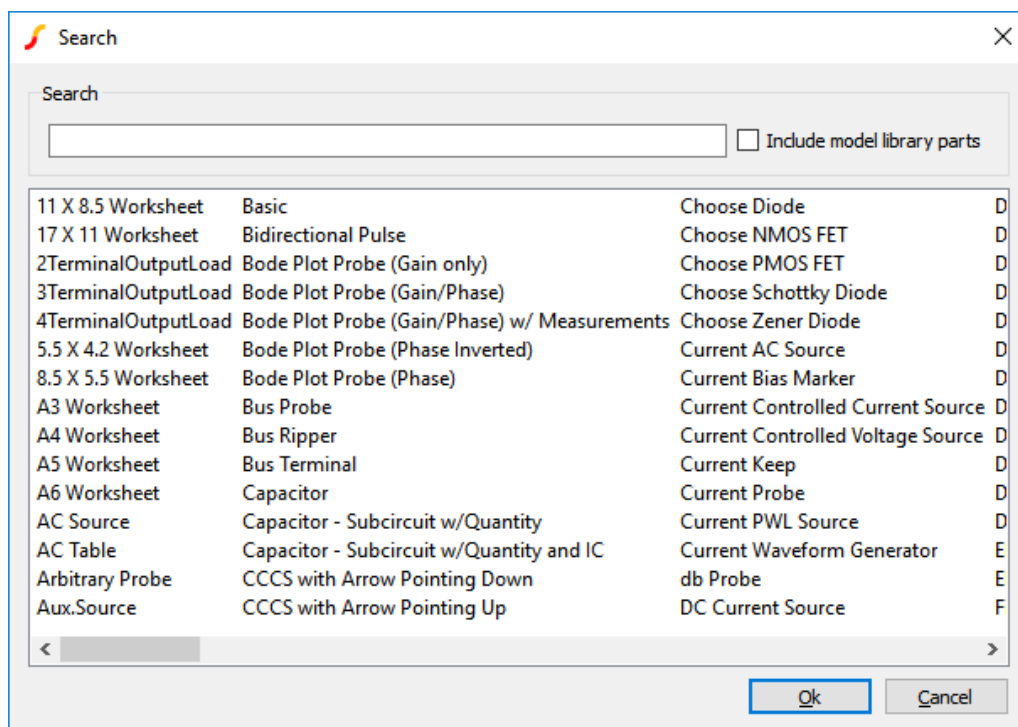 Search
Search
Include model library parts
11 X 8.5 Worksheet Basic Choose Diode D
17 X 11 Worksheet Bidirectional Pulse Choose NMOS FET D
2TerminalOutputLoad Bode Plot Probe (Gain only) Choose PMOS FET D
3TerminalOutputLoad Bode Plot Probe (Gain/Phase) Choose Schottky Diode D
4TerminalOutputLoad Bode Plot Probe (Gain/Phase) w/ Measurements Choose Zener Diode D
5.5 X 4.2 Worksheet Bode Plot Probe (Phase Inverted) Current AC Source D
8.5 X 5.5 Worksheet Bode Plot Probe (Phase) Current Bias Marker D
A3 Worksheet Bus Probe Current Controlled Current Source D
A4 Worksheet Bus Ripper Current Controlled Voltage Source D
A5 Worksheet Bus Terminal Current Keep D
A6 Worksheet Capacitor Current Probe D
AC Source Capacitor - Subcircuit w/Quantity Current PWL Source D
AC Table Capacitor - Subcircuit w/Quantity and IC Current Waveform Generator E
Arbitrary Probe CCCS with Arrow Pointing Down db Probe E
Aux.Source CCCS with Arrow Pointing Up DC Current Source F
Ok Cancel